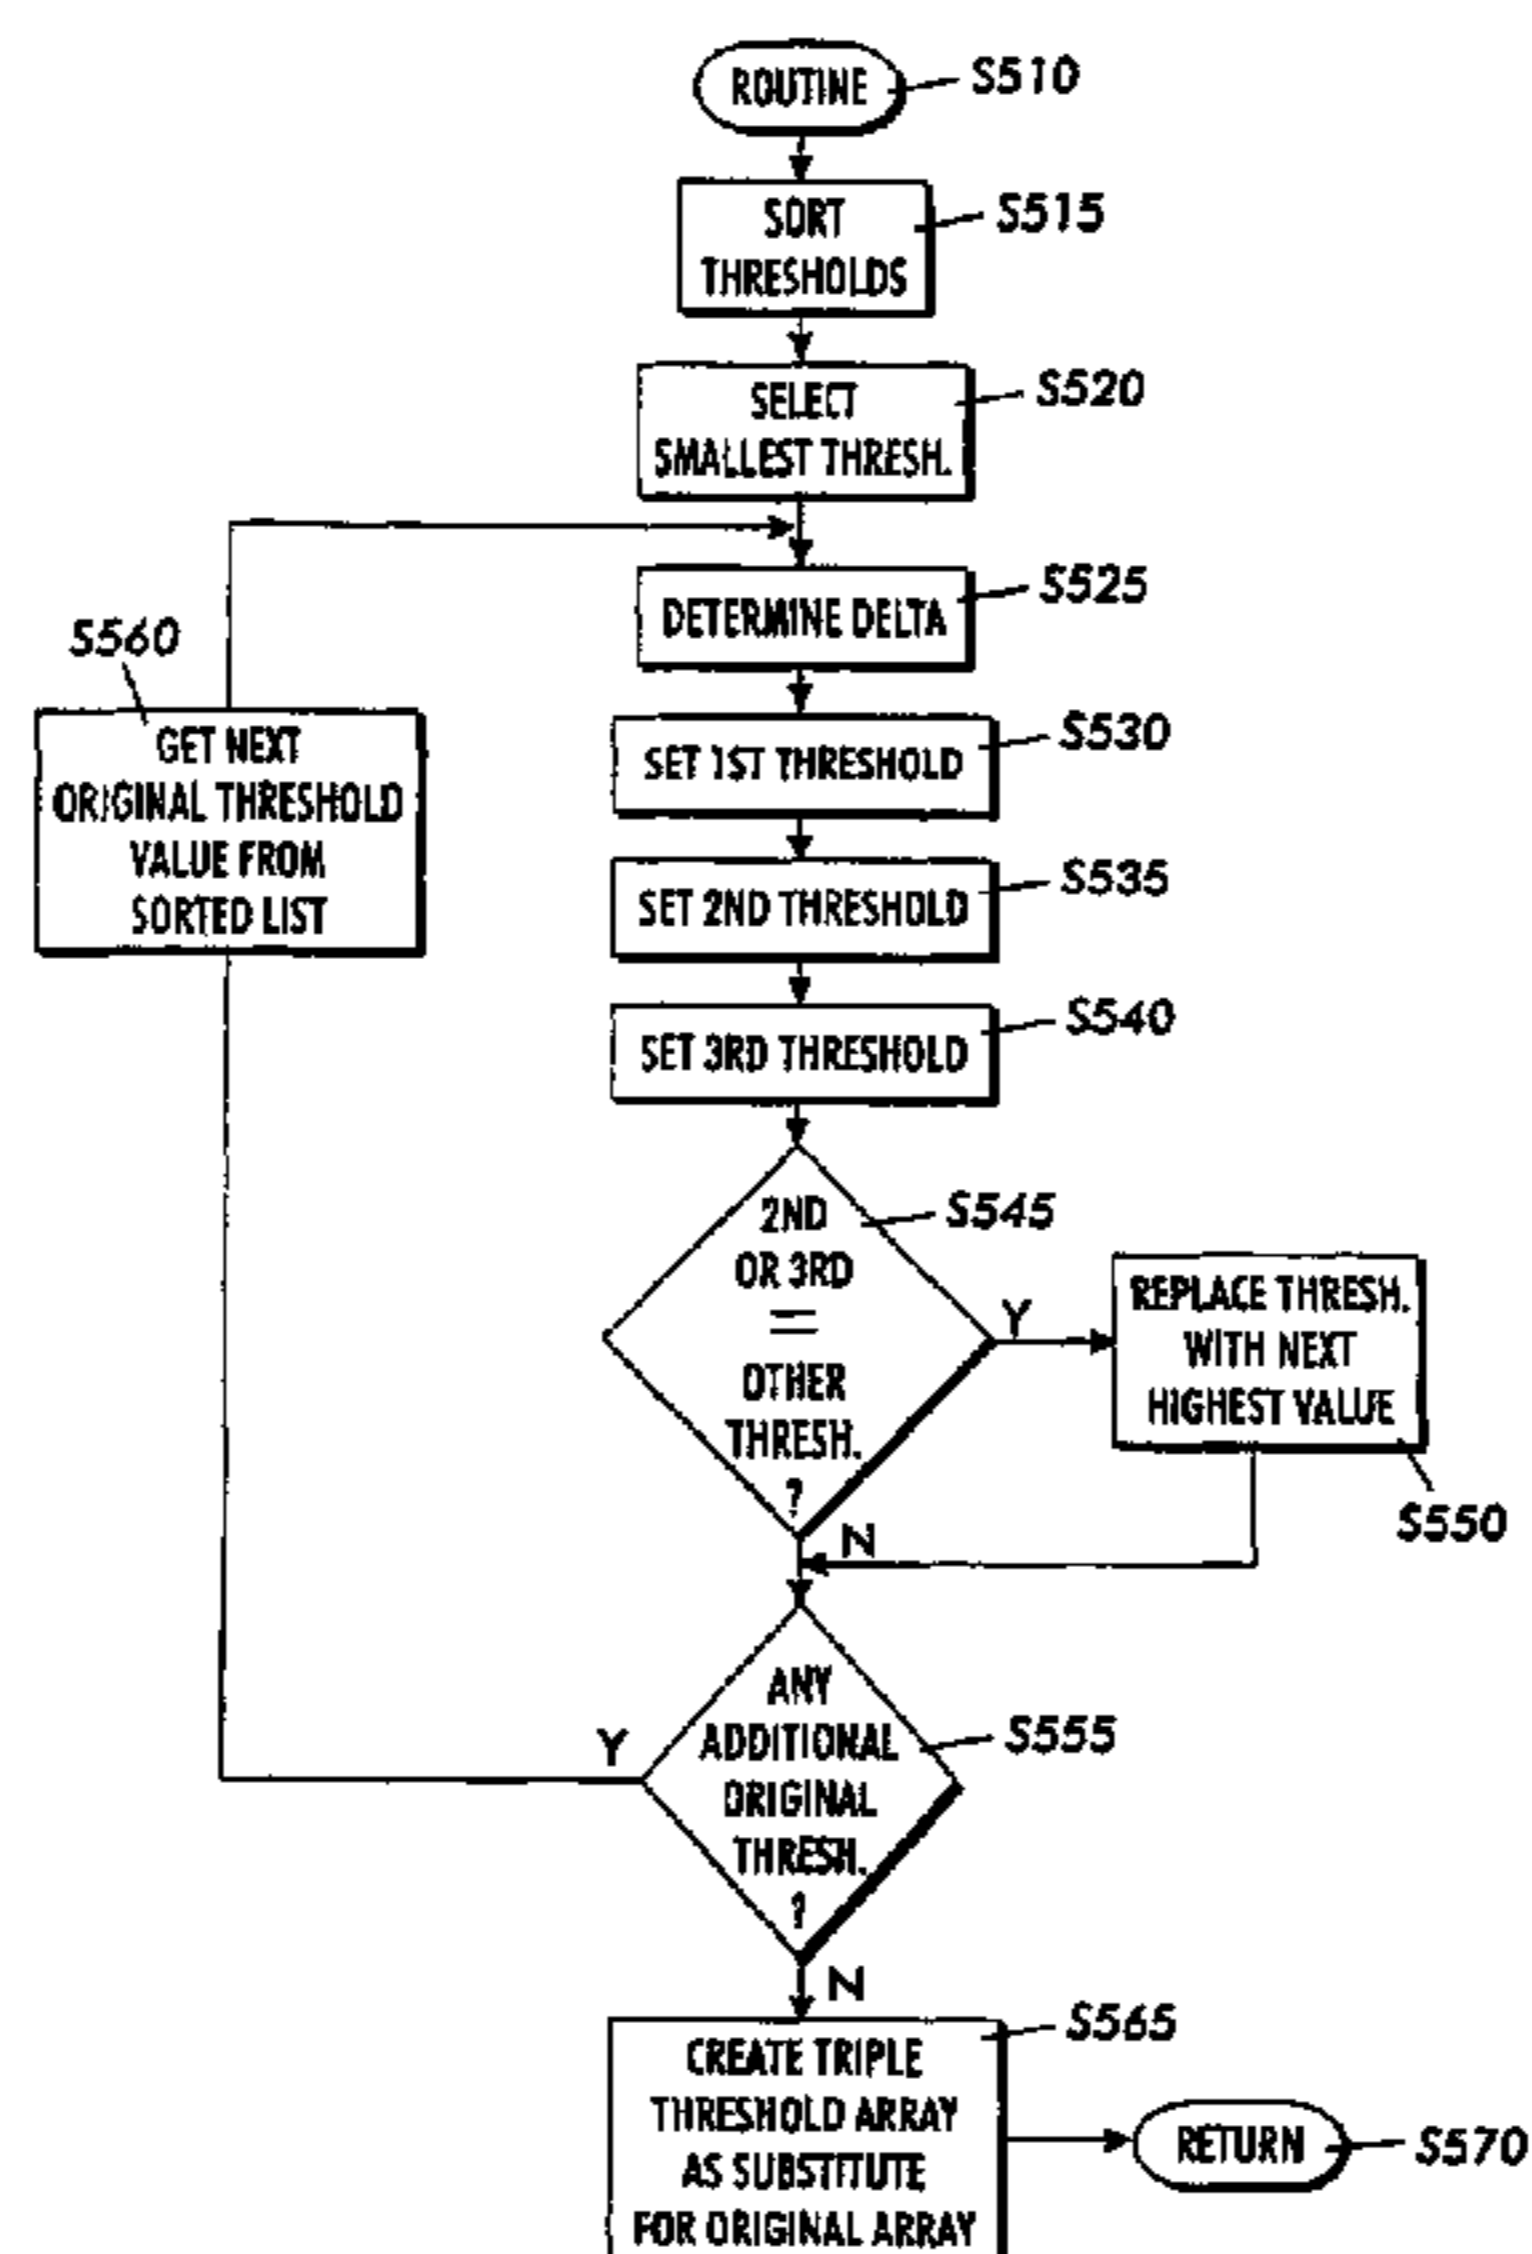 ROUTINE
S510
SORT
THRESHOLDS
S515
SELECT
SMALLEST THRESH.
S520
DETERMINE DELTA
S525
S560
GET NEXT
ORIGINAL THRESHOLD
VALUE FROM
SORTED LIST
SET 1ST THRESHOLD
S530
SET 2ND THRESHOLD
S535
SET 3RD THRESHOLD
S540
2ND
OR 3RD
=
OTHER
THRESH.
?
S545
Y
REPLACE THRESH.
WITH NEXT
HIGHEST VALUE
S550
N
ANY
ADDITIONAL
ORIGINAL
THRESH.
?
S555
Y
N
CREATE TRIPLE
THRESHOLD ARRAY
AS SUBSTITUTE
FOR ORIGINAL ARRAY
S565
RETURN
S570